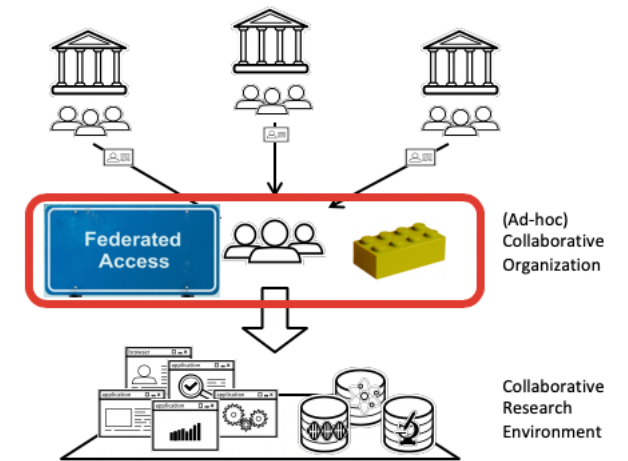 Federated
Access
(Ad-hoc)
Collaborative
Organization
browser
application
application
application
application
Collaborative
Research
Environment